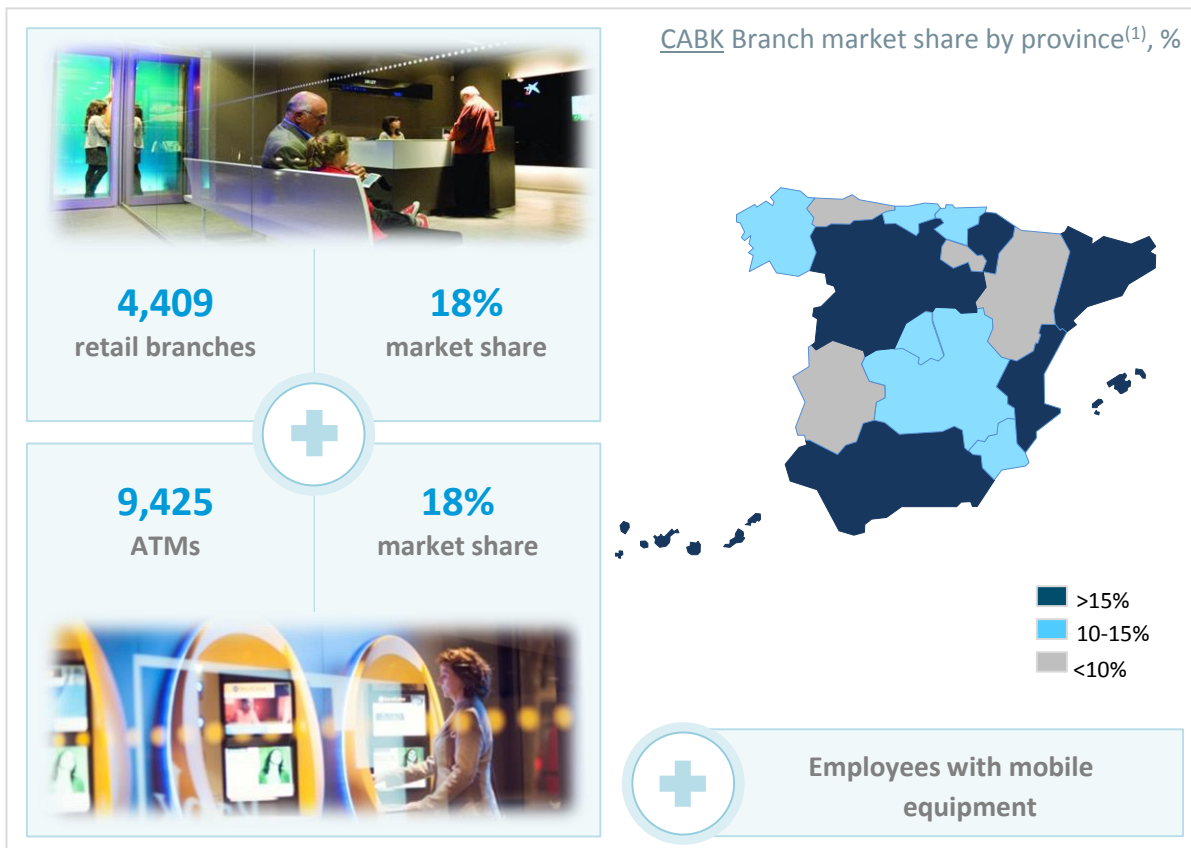 CABK Branch market share by province(1), %
4,409
retail branches
18%
market share
9,425
ATMs
18%
market share
>15%
10-15%
<10%
Employees with mobile
equipment